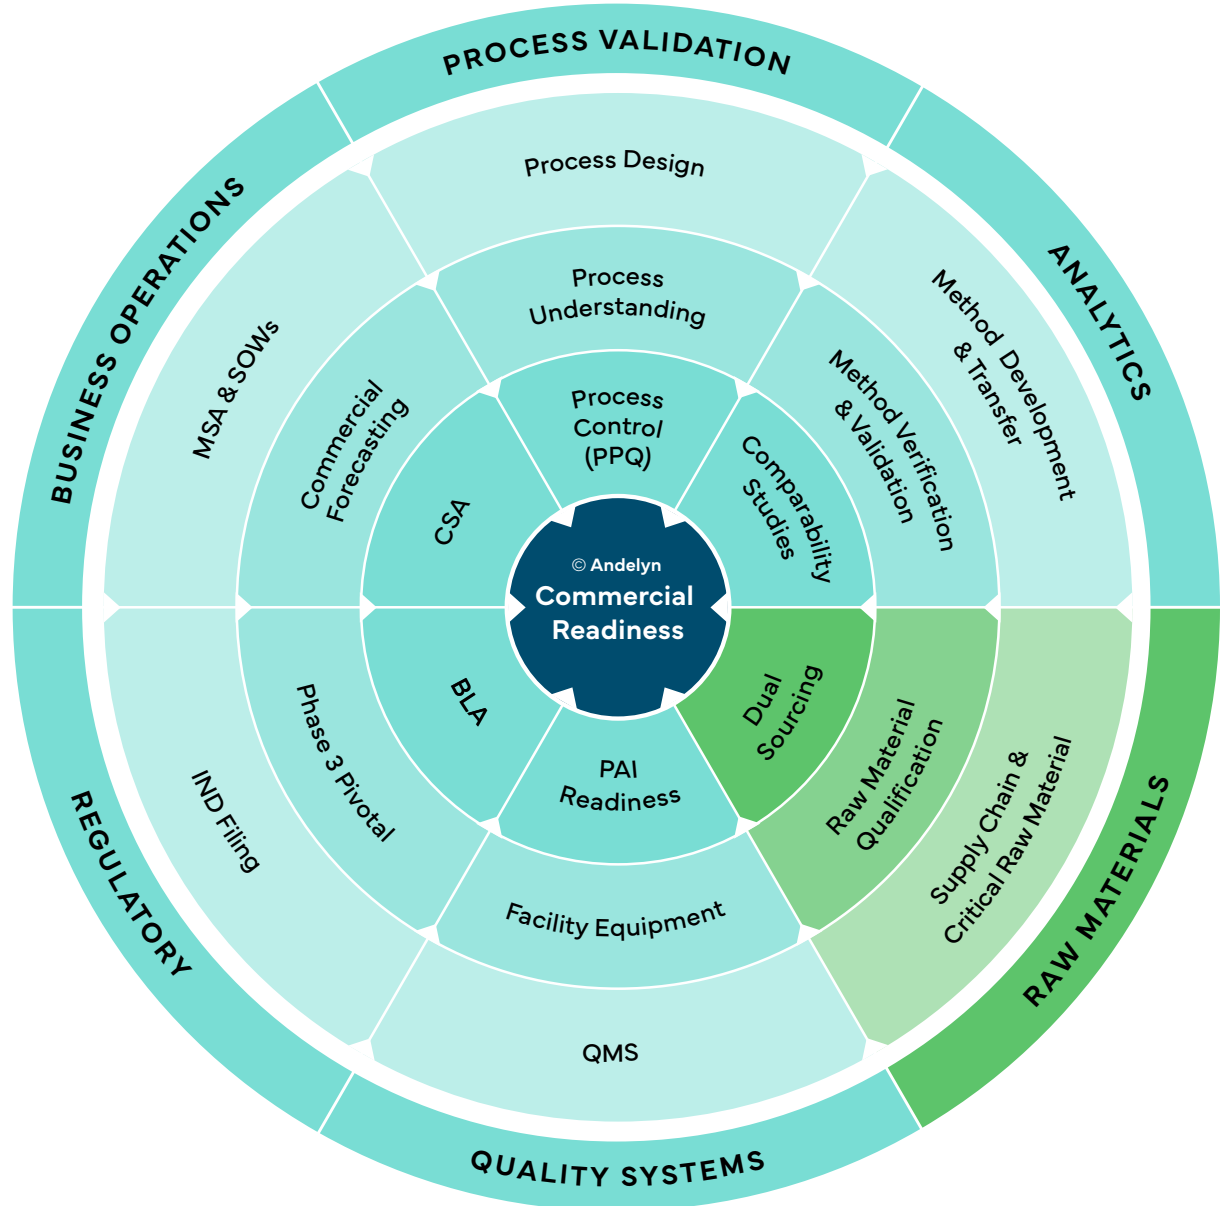 PROCESS VALIDATION
Process Design
Process
Understanding
Process
Control
(PPQ)
ANALYTICS
Method Development
& Transfer
Method Verification
& Validation
Comparability
Studies
RAW MATERIALS
Supply Chain &
Critical Raw Material
Raw Material
Qualification
Dual
Sourcing
QUALITY SYSTEMS
QMS
Facility Equipment
PAI
Readiness
REGULATORY
IND Filing
Phase 3 Pivotal
BLA
BUSINESS OPERATIONS
MSA & SOWs
Commercial
Forecasting
CSA
© Andelyn
Commercial
Readiness